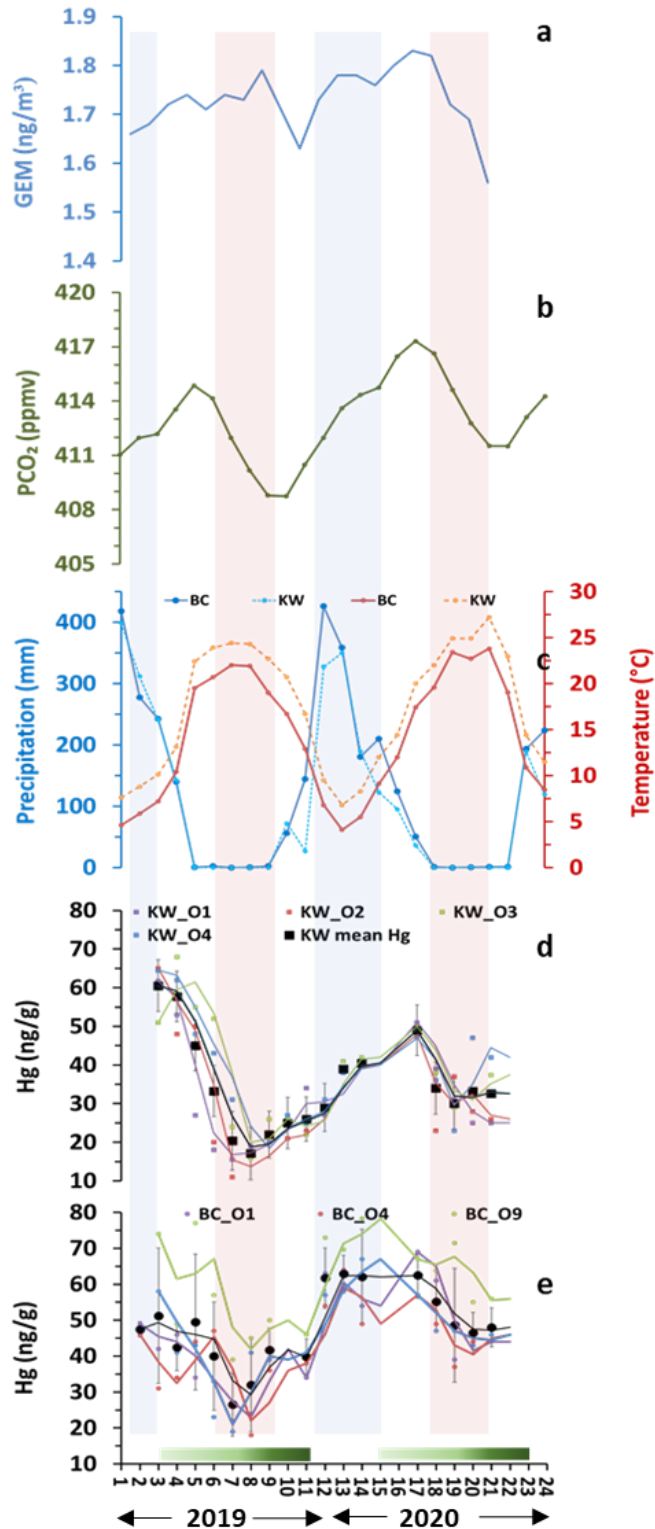 a
1.9
1.8
1.7
1.6
1.5
1.4
GEM (ng/m³)
b
420
417
414
411
408
405
PCO₂ (ppmv)
BC KW BC KW
c
400
300
200
100
0
Precipitation (mm)
30
25
20
15
10
5
0
Temperature (°C)
KW_O1 KW_O2 KW_O3
KW_O4 KW mean Hg
d
80
70
60
50
40
30
20
10
Hg (ng/g)
BC_O1 BC_O4 BC_O9
e
80
70
60
50
40
30
20
10
Hg (ng/g)
1 2 3 4 5 6 7 8 9 10 11 12 13 14 15 16 17 18 19 20 21 22 23 24
2019 2020